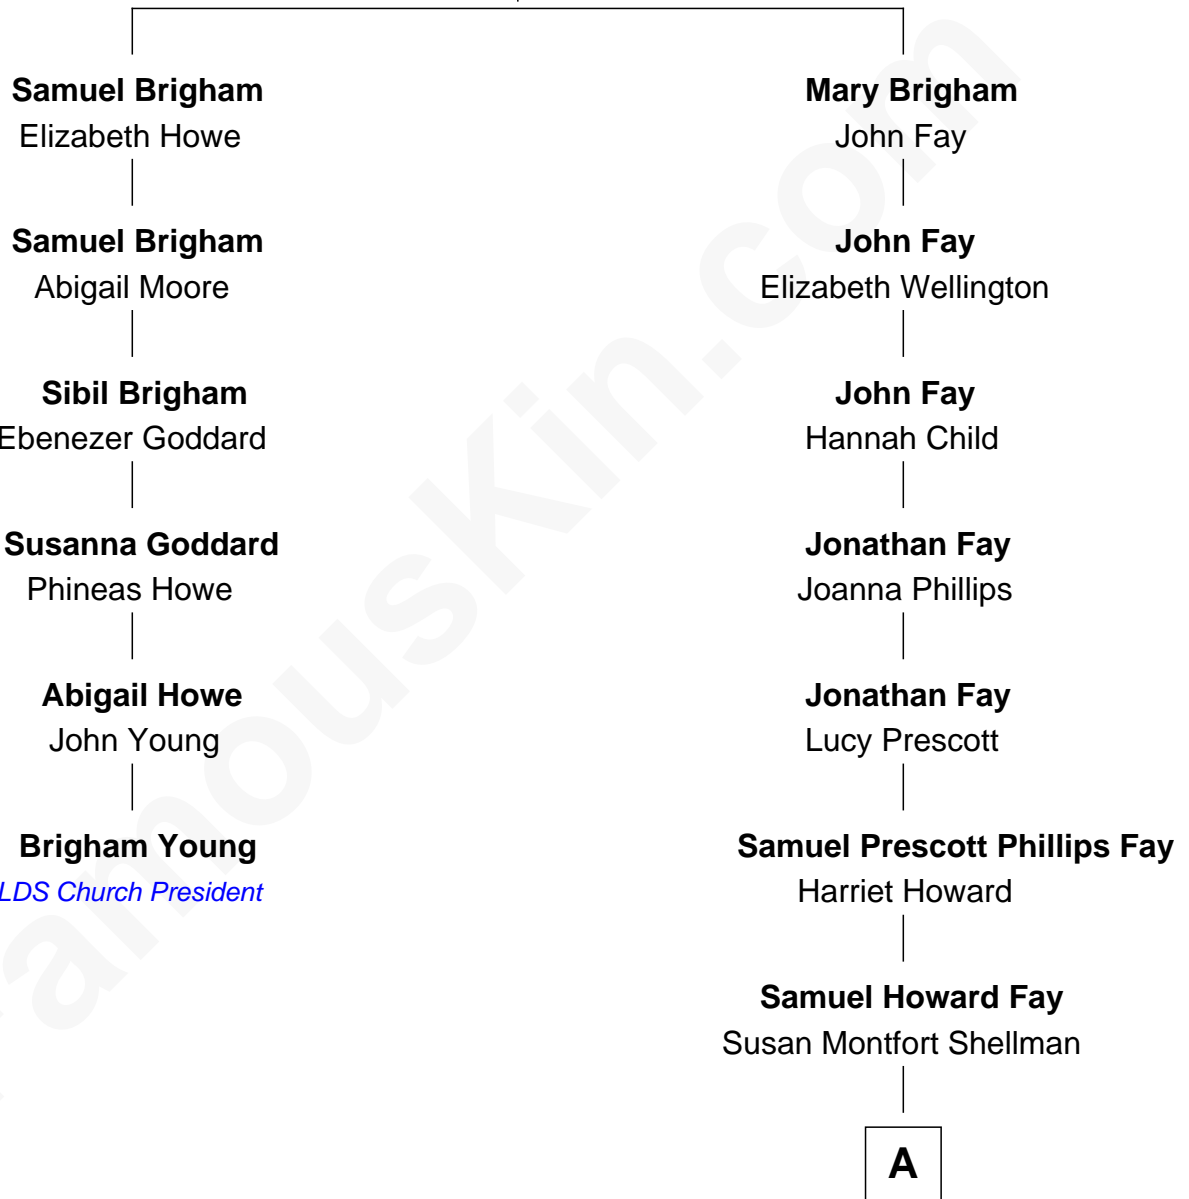 Samuel Brigham
Elizabeth Howe
Samuel Brigham
Abigail Moore
Sibil Brigham
Ebenezer Goddard
Susanna Goddard
Phineas Howe
Abigail Howe
John Young
Brigham Young
LDS Church President
Mary Brigham
John Fay
John Fay
Elizabeth Wellington
John Fay
Hannah Child
Jonathan Fay
Joanna Phillips
Jonathan Fay
Lucy Prescott
Samuel Prescott Phillips Fay
Harriet Howard
Samuel Howard Fay
Susan Montfort Shellman
A
FamousKin.com